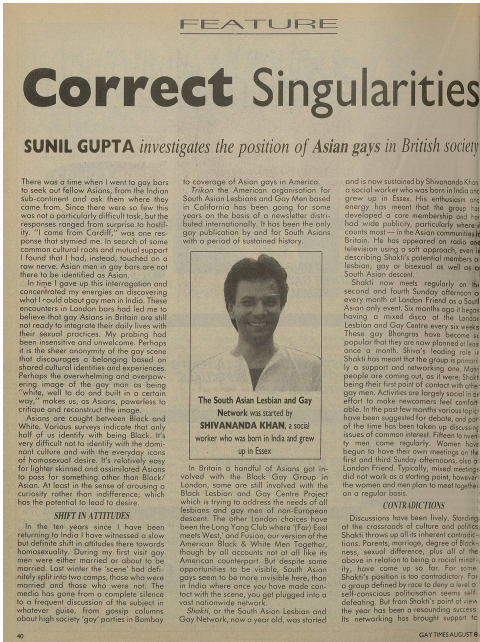 FEATURE
Correct Singularities
SUNIL GUPTA investigates the position of Asian gays in British society
There was a time when I went to gay bars
to seek out fellow Asians, from the Indian
sub-continent and ask them where they
came from. Since there were so few this
was not a particularly difficult task, but the
responses ranged from surprise to hostil-
ity. "I come from Cardiff," was one res-
ponse that stymied me. In search of some
common cultural roots and mutual support
I found that I had, instead, touched on a
raw nerve. Asian men in gay bars are not
there to be identified as Asian.
In time I gave up this interrogation and
concentrated my energies on discovering
what I could about gay men in India. These
encounters in London bars had led me to
believe that gay Asians in Britain are still
not ready to integrate their daily lives with
their sexual practices. My probing had
been insensitive and unwelcome. Perhaps
it is the sheer anonymity of the gay scene
that discourages a belonging based on
shared cultural identities and experiences.
Perhaps the overwhelming and overpow-
ering image of the gay man as being
"white, well to do and built in a certain
way," makes us, as Asians, powerless to
critique and reconstruct the image.
Asians are caught between Black and
White. Various surveys indicate that only
half of us identify with being Black. It's
very difficult not to identify with the domi-
nant culture and with the everyday icons
of homosexual desire. It's relatively easy
for lighter skinned and assimilated Asians
to pass for something other than Black/
Asian. At least in the sense of arousing a
curiosity rather than indifference; which
has the potential to lead to desire.
SHIFT IN ATTITUDES
In the ten years since I have been
returning to India I have witnessed a slow
but definite shift in attitudes there towards
homosexuality. During my first visit gay
men were either married or about to be
married. Last winter the 'scene' had defi-
nitely split into two camps, those who were
married and those who were not. The
media has gone from a complete silence
to a frequent discussion of the subject in
whatever guise, from gossip columns
about high society 'gay' parties in Bombay
to coverage of Asian gays in America.
Trikon the American organisation for
South Asian Lesbians and Gay Men based
in California has been going for some
years on the basis of a newsletter distri-
buted internationally. It has been the only
gay publication by and for South Asians
with a period of sustained history.
The South Asian Lesbian and Gay
Network was started by
SHIVANANDA KHAN, a social
worker who was born in India and grew
up in Essex
In Britain a handful of Asians got in-
volved with the Black Gay Group in
London, some are still involved with the
Black Lesbian and Gay Centre Project
which is trying to address the needs of all
lesbians and gay men of non-European
descent. The other London choices have
been the Long Yang Club where '(Far) East
meets West,' and Fusion, our version of the
American Black & White Men Together,
though by all accounts not at all like its
American counterpart. But despite some
opportunities to be visible, South Asian
gays seem to be more invisible here, than
in India where once you have made con-
tact with the scene, you get plugged into a
vast nationwide network.
Shakti, or the South Asian Lesbian and
Gay Network, now a year old, was started
and is now sustained by Shivananda Khan
a social worker who was born in India and
grew up in Essex. His enthusiasm and
energy has meant that the group has
developed a core membership and has
had wide publicity, particularly where it
counts most — in the Asian communities in
Britain. He has appeared on radio and
television using a soft approach, even in
describing Shakti's potential members as
lesbian, gay or bisexual as well as of
South Asian descent.
Shakti now meets regularly on the
second and fourth Sunday afternoon of
every month at London Friend as a South
Asian only event. Six months ago it began
having a mixed disco at the London
Lesbian and Gay Centre every six weeks.
These gay Bhangras have become so
popular that they are now planned at least
once a month. Shiva's leading role in
Shakti has meant that the group is primari-
ly a support and networking one. Many
people are coming out, as it were; Shakti
being their first point of contact with other
gay men. Activities are largely social in an
effort to make newcomers feel comfort-
able. In the past few months various topics
have been suggested for debate, and part
of the time has been taken up discussing
issues of common interest. Fifteen to twenty
men come regularly. Women have
begun to have their own meetings on the
first and third Sunday afternoons, also at
London Friend. Typically, mixed meetings
did not work as a starting point, however
the women and men plan to meet together
on a regular basis.
CONTRADICTIONS
Discussions have been lively. Standing
at the crossroads of culture and politics
Shakti throws up all its inherent contradic-
tions. Parents, marriage, degree of Black-
ness, sexual difference, plus all of the
above in relation to being a racial minor-
ity, have come up so far. For some,
Shakti's position is too contradictory. For
a group defined by race to deny a level of
self-conscious politicisation seems self-
defeating. But from Shakti's point of view
the year has been a resounding success.
Its networking has brought support to
40
GAY TIMES AUGUST 8